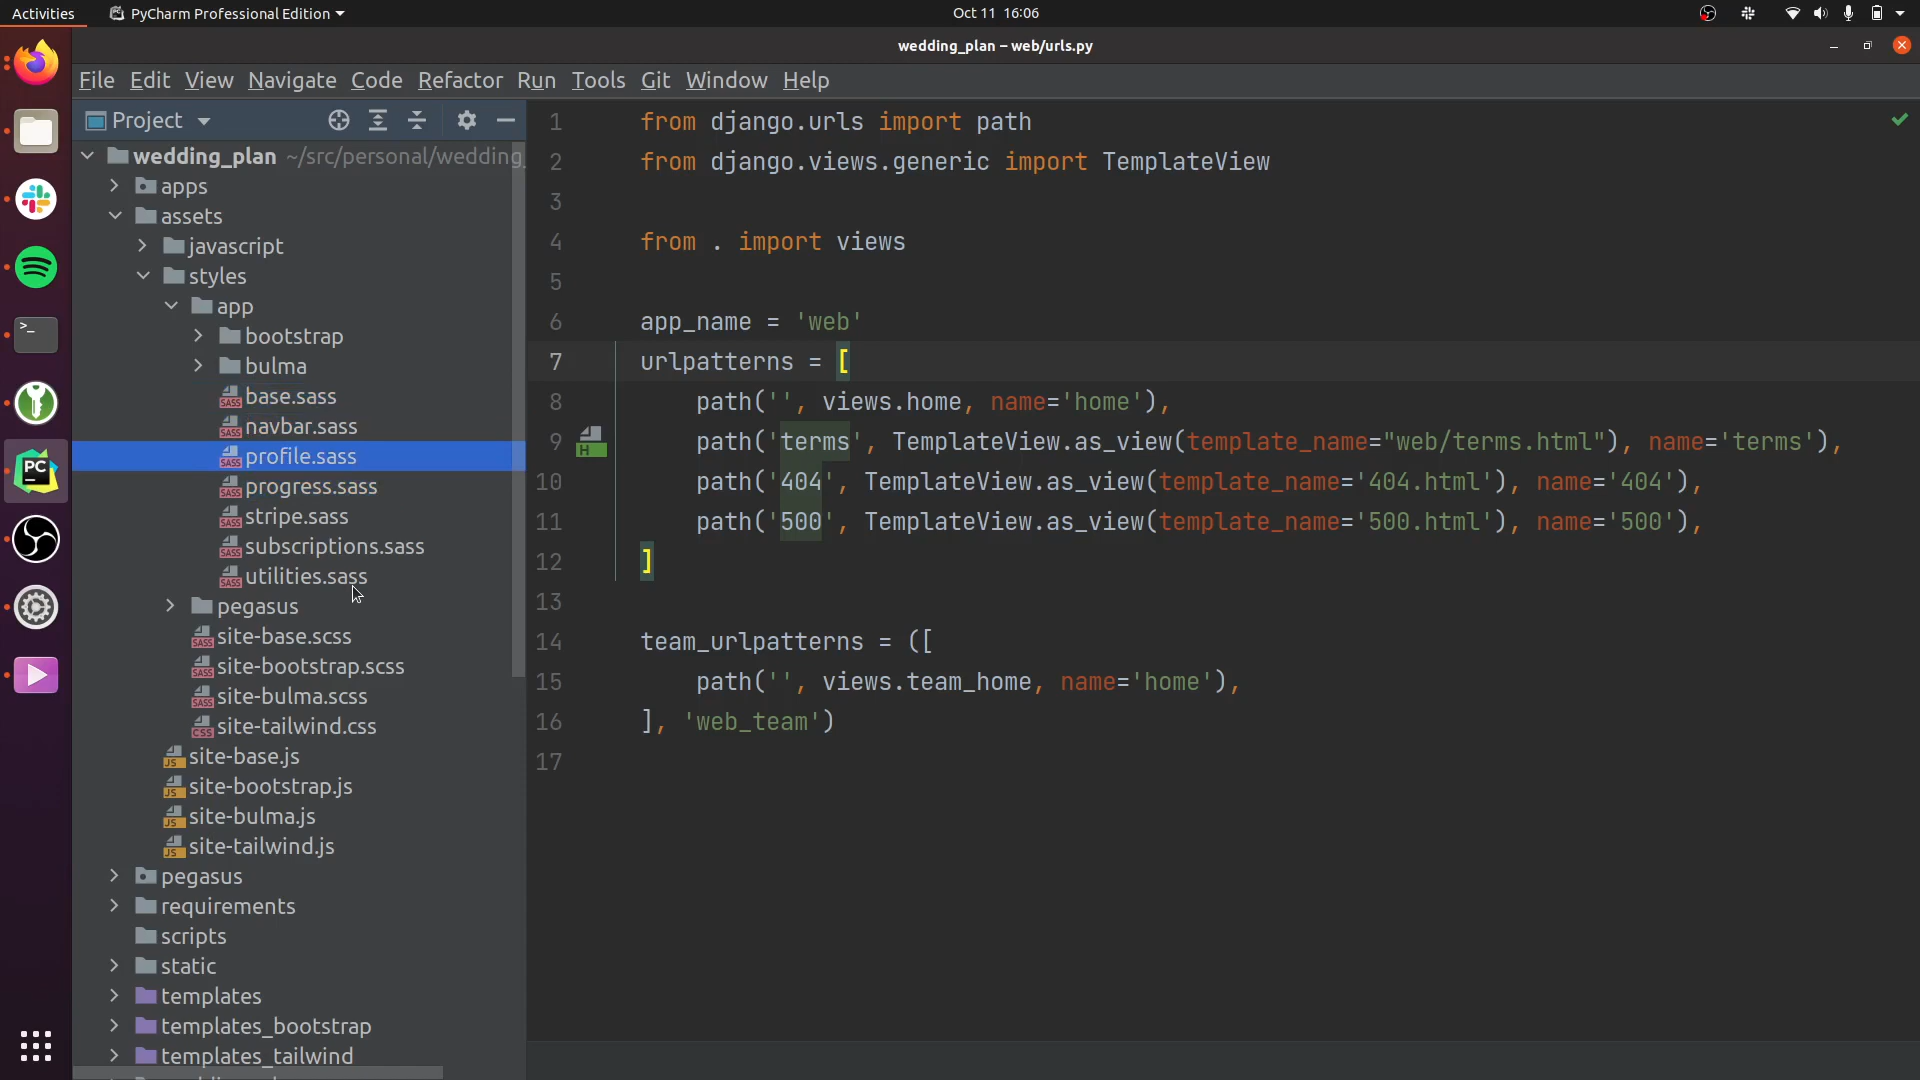 Activities PyCharm Professional Edition Oct 11 16:06
wedding_plan – web/urls.py
File Edit View Navigate Code Refactor Run Tools Git Window Help
Project
wedding_plan ~/src/personal/wedding_
apps
assets
javascript
styles
app
bootstrap
bulma
base.sass
navbar.sass
profile.sass
progress.sass
stripe.sass
subscriptions.sass
utilities.sass
pegasus
site-base.scss
site-bootstrap.scss
site-bulma.scss
site-tailwind.css
site-base.js
site-bootstrap.js
site-bulma.js
site-tailwind.js
pegasus
requirements
scripts
static
templates
templates_bootstrap
templates_tailwind
1 from django.urls import path
2 from django.views.generic import TemplateView
3
4 from . import views
5
6 app_name = 'web'
7 urlpatterns = [
8 path('', views.home, name='home'),
9 path('terms', TemplateView.as_view(template_name="web/terms.html"), name='terms'),
10 path('404', TemplateView.as_view(template_name='404.html'), name='404'),
11 path('500', TemplateView.as_view(template_name='500.html'), name='500'),
12 ]
13
14 team_urlpatterns = ([
15 path('', views.team_home, name='home'),
16 ], 'web_team')
17